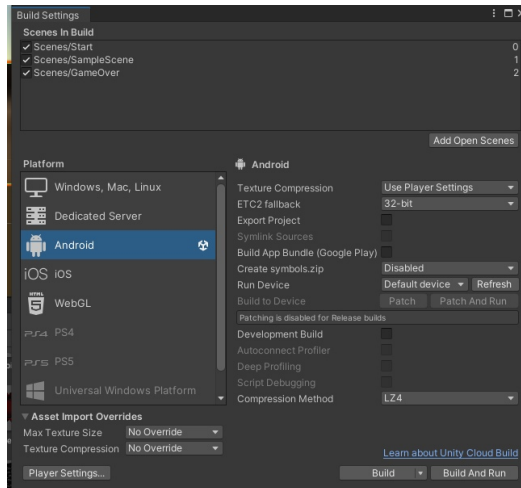 Build Settings
Scenes In Build
Scenes/Start 0
Scenes/SampleScene 1
Scenes/GameOver 2
Add Open Scenes
Platform
Windows, Mac, Linux
Dedicated Server
Android
iOS iOS
HTML 5 WebGL
PS4 PS4
PS5 PS5
Universal Windows Platform
Android
Texture Compression Use Player Settings
ETC2 fallback 32-bit
Export Project
Symlink Sources
Build App Bundle (Google Play)
Create symbols.zip Disabled
Run Device Default device Refresh
Build to Device Patch Patch And Run
Patching is disabled for Release builds
Development Build
Autoconnect Profiler
Deep Profiling
Script Debugging
Compression Method LZ4
Asset Import Overrides
Max Texture Size No Override
Texture Compression No Override
Learn about Unity Cloud Build
Player Settings... Build Build And Run